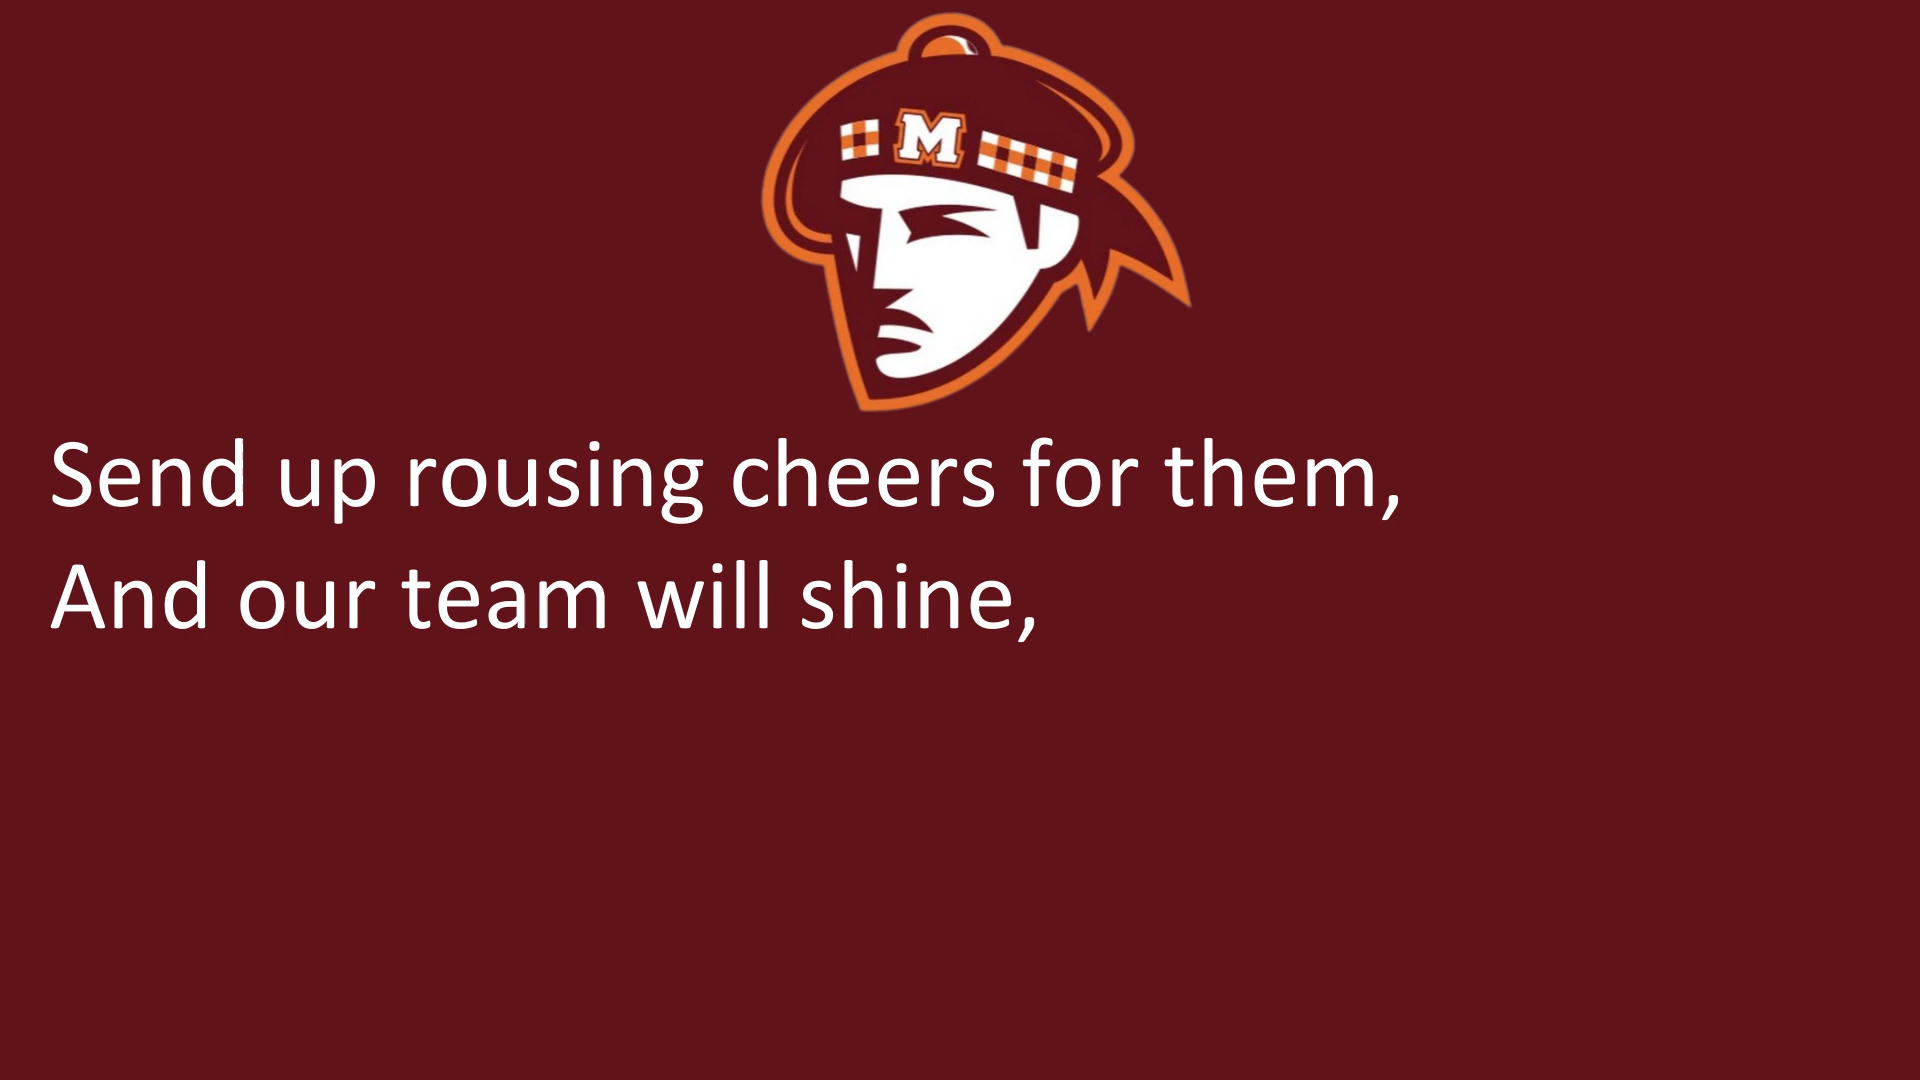 M
Send up rousing cheers for them,
And our team will shine,